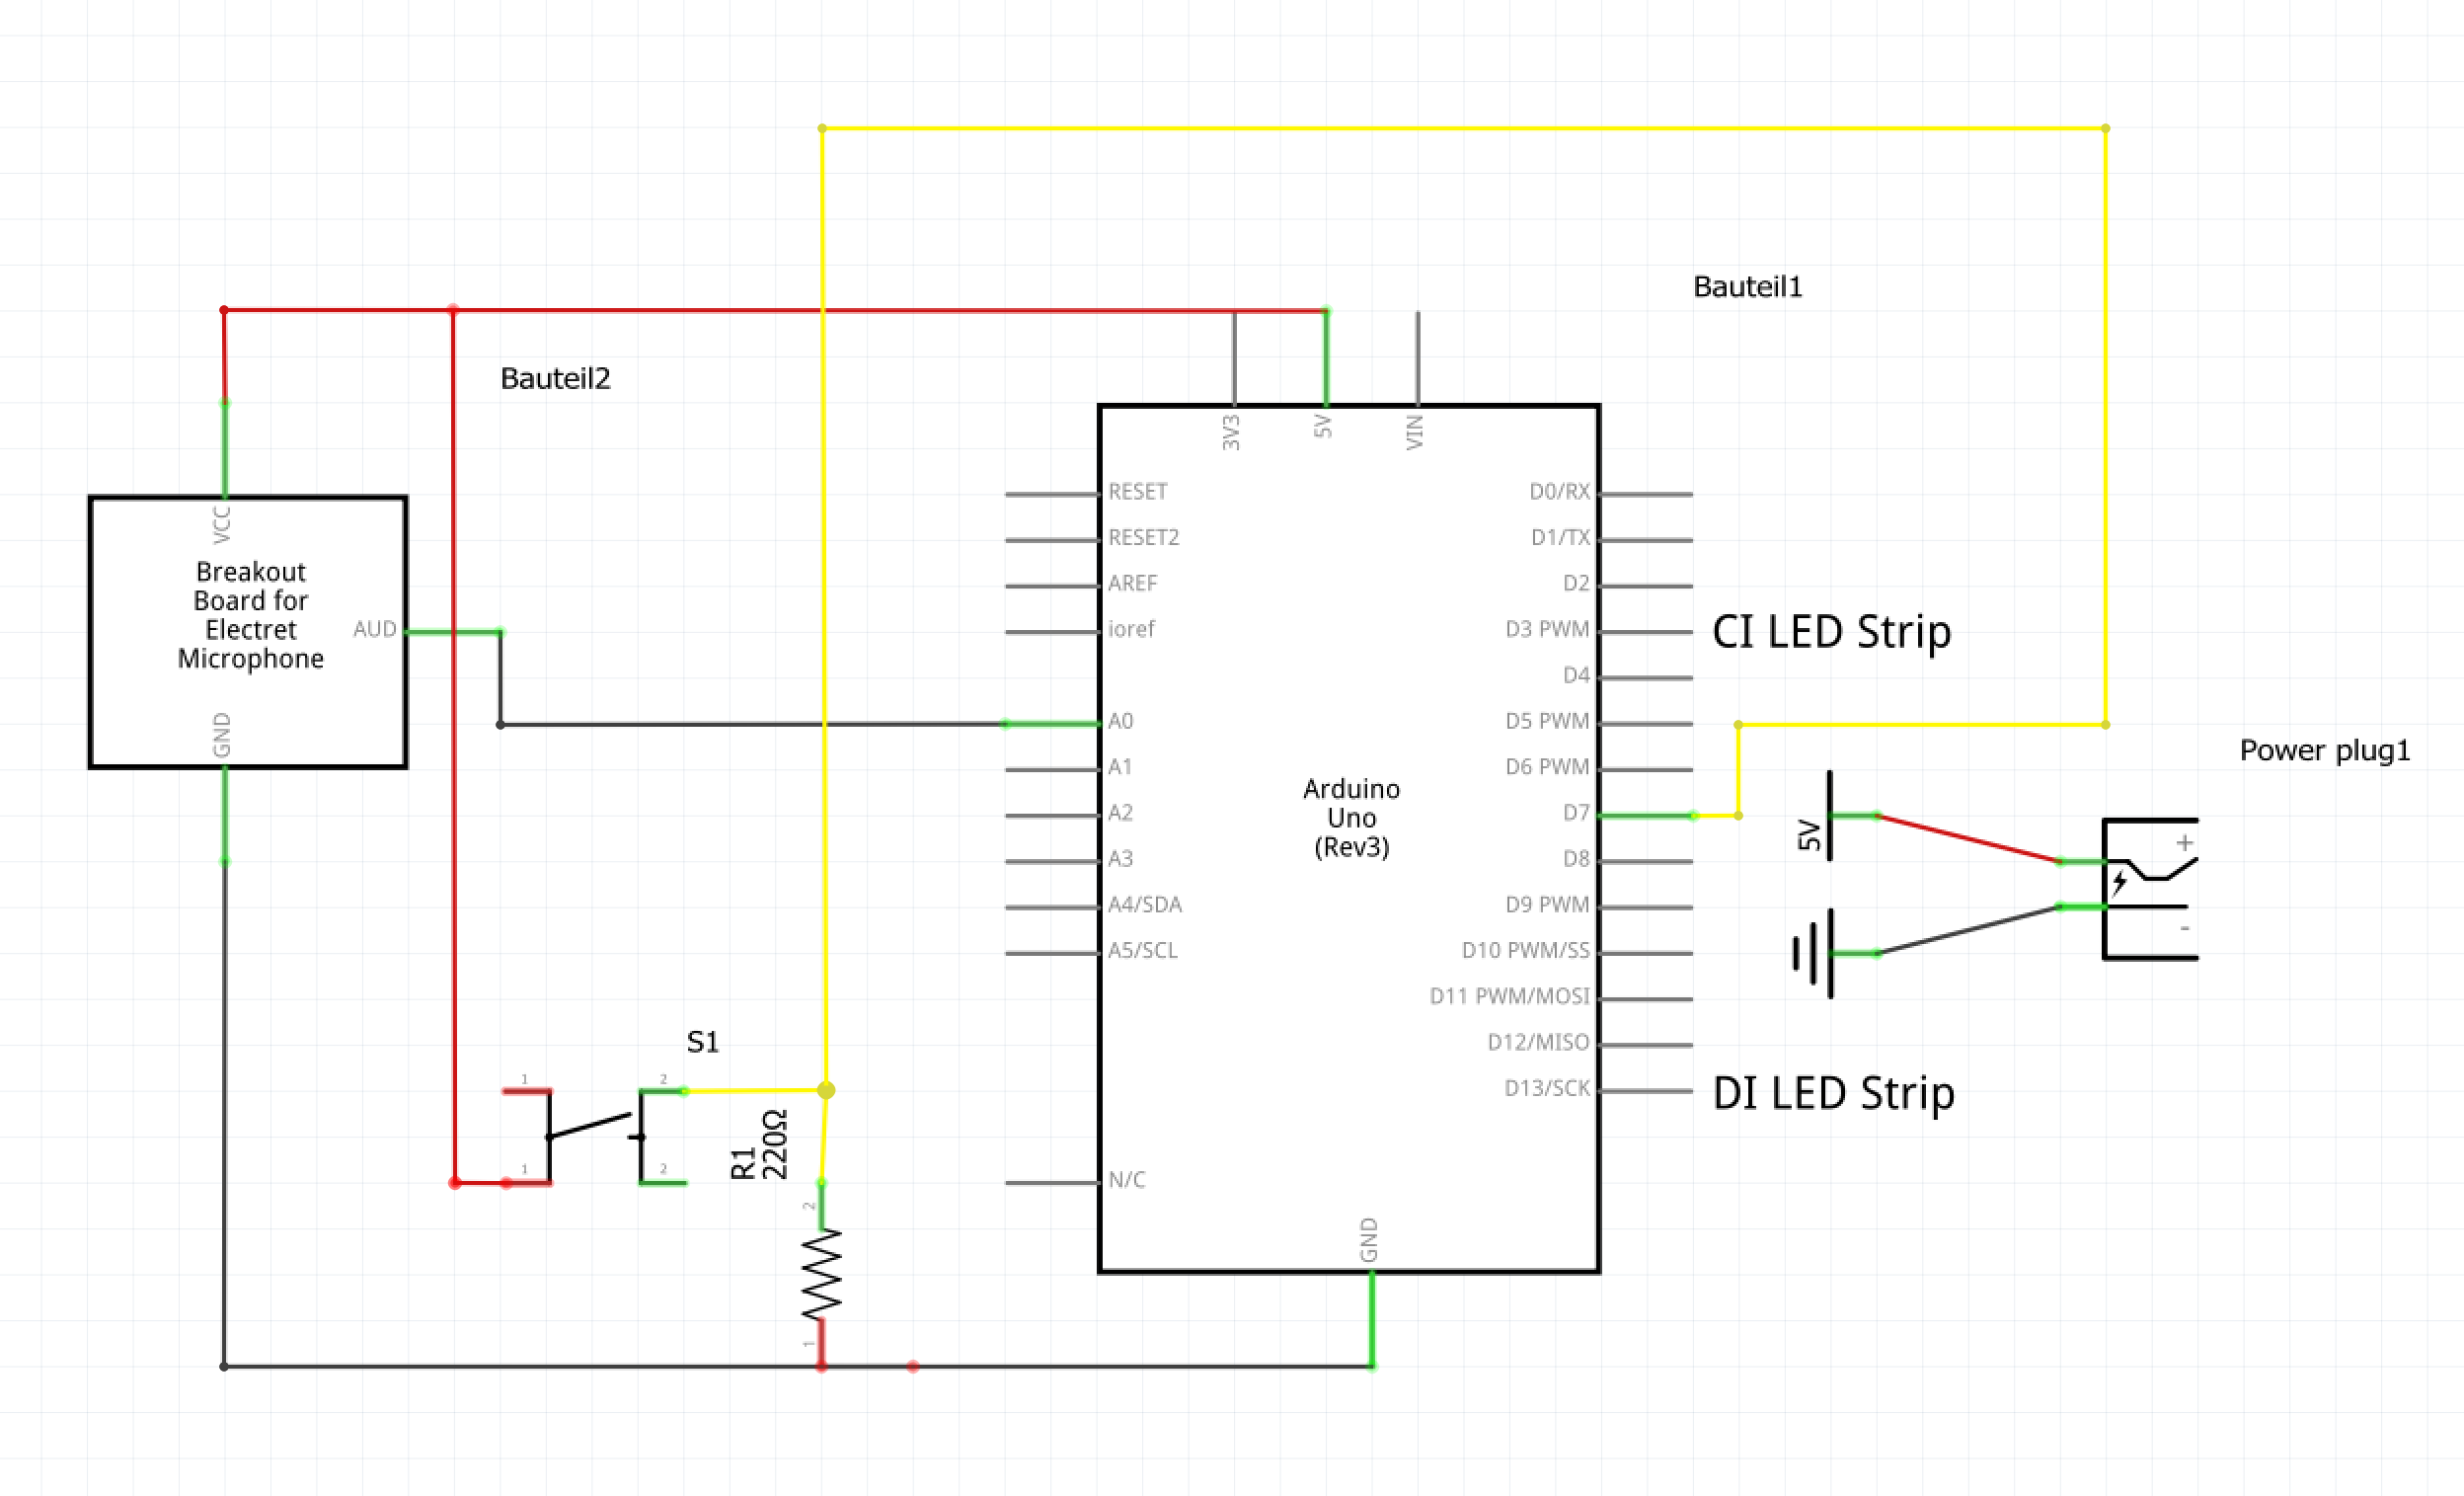 Bauteil1
Bauteil2
3V3
5V
VIN
VCC
Breakout
Board for
Electret
Microphone
AUD
GND
RESET
RESET2
AREF
ioref
A0
A1
A2
A3
A4/SDA
A5/SCL
N/C
Arduino
Uno
(Rev3)
D0/RX
D1/TX
D2
D3 PWM
D4
D5 PWM
D6 PWM
D7
D8
D9 PWM
D10 PWM/SS
D11 PWM/MOSI
D12/MISO
D13/SCK
GND
CI LED Strip
DI LED Strip
Power plug1
5V
+
-
S1
1
2
1
2
R1
220Ω
2
1